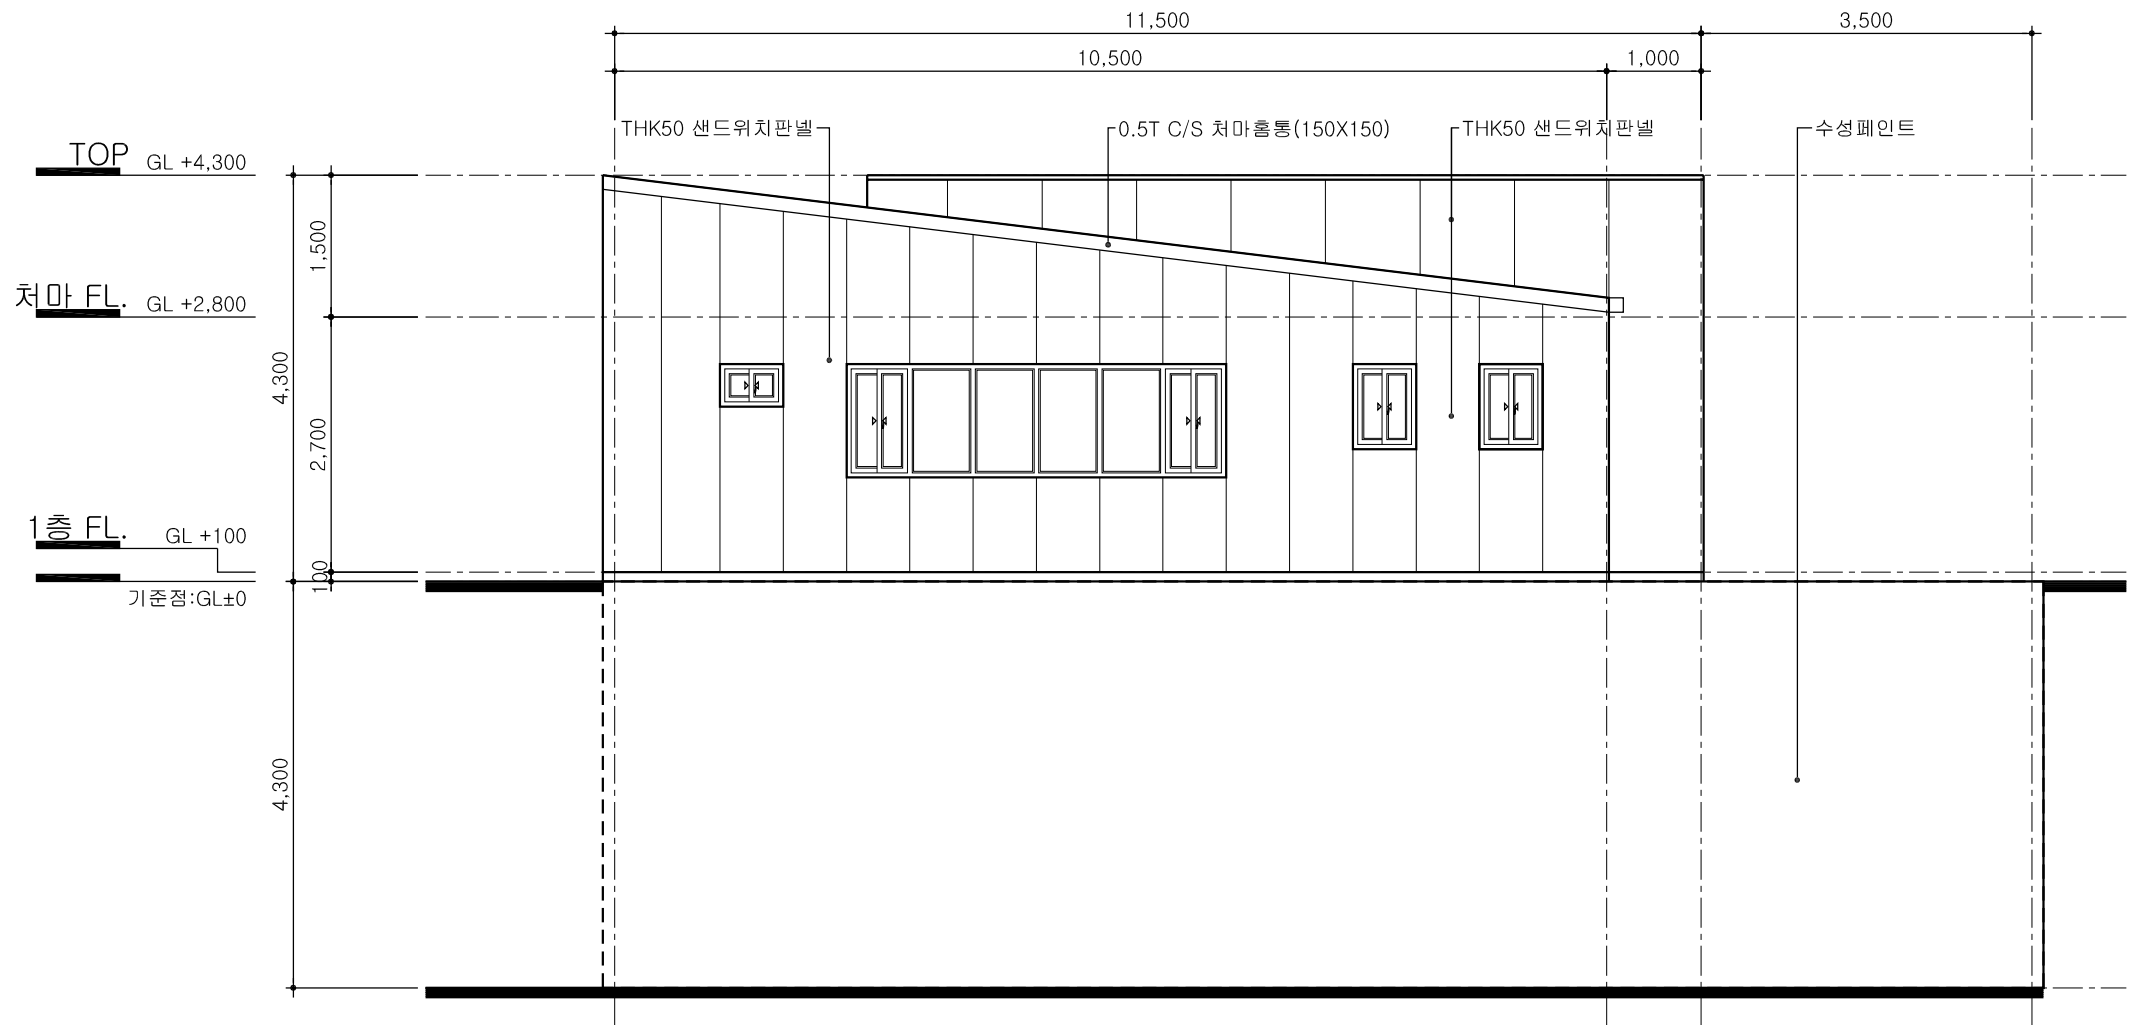 11,500
3,500
10,500
1,000
THK50 샌드위치판넬
0.5T C/S 처마홈통(150X150)
THK50 샌드위치판넬
수성페인트
TOP GL +4,300
1,500
처마 FL. GL +2,800
4,300
2,700
1층 FL. GL +100
100
기준점:GL±0
4,300